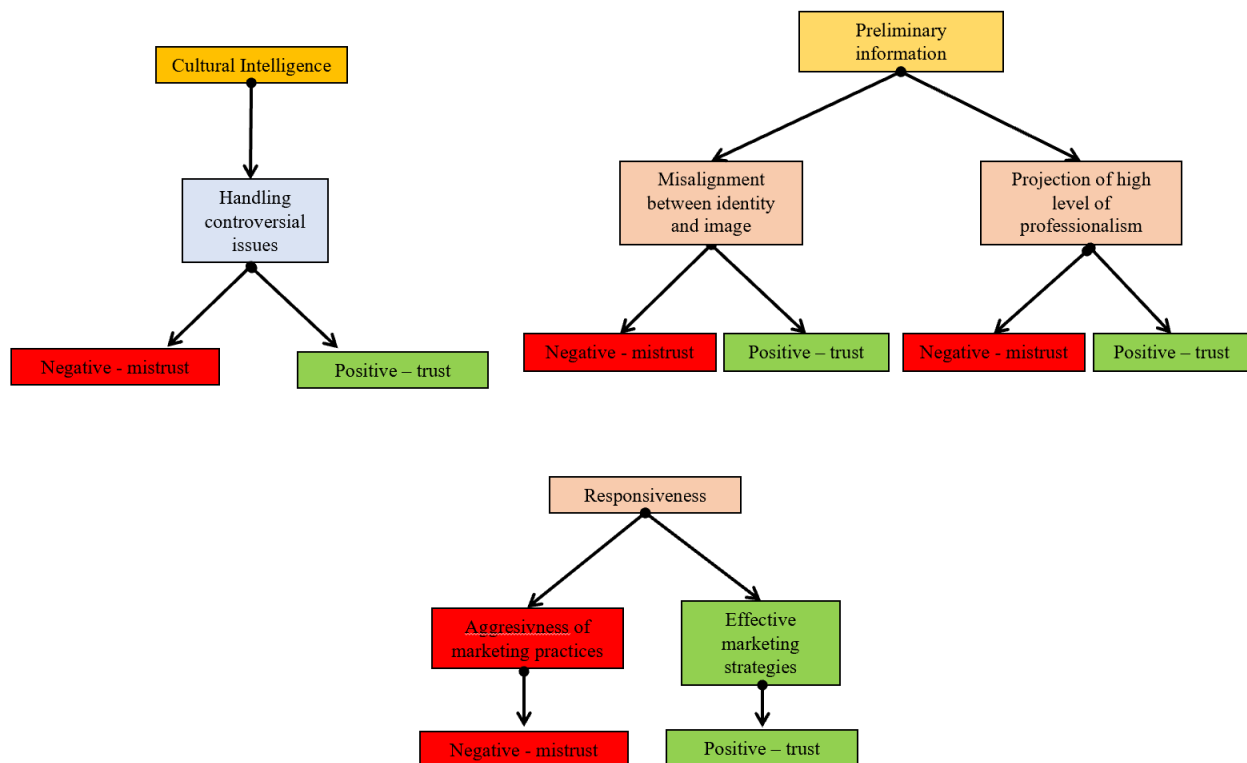 Cultural Intelligence
Handling
controversial
issues
Negative - mistrust
Positive – trust
Preliminary
information
Misalignment
between identity
and image
Projection of high
level of
professionalism
Negative - mistrust
Positive – trust
Negative - mistrust
Positive – trust
Responsiveness
Aggresivness of
marketing practices
Effective
marketing
strategies
Negative - mistrust
Positive – trust